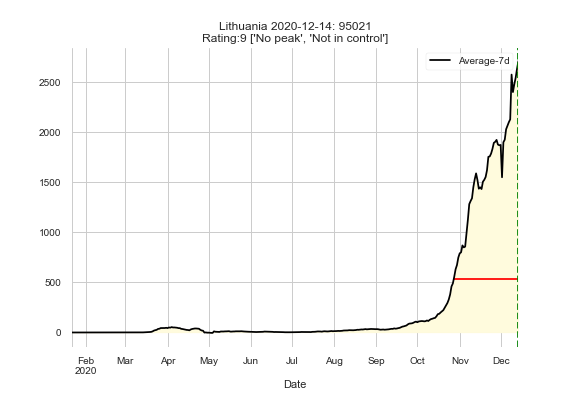 Lithuania 2020-12-14: 95021
Rating:9 ['No peak', 'Not in control']
Average-7d
2500
2000
1500
1000
500
0
Feb Mar Apr May Jun Jul Aug Sep Oct Nov Dec
2020
Date